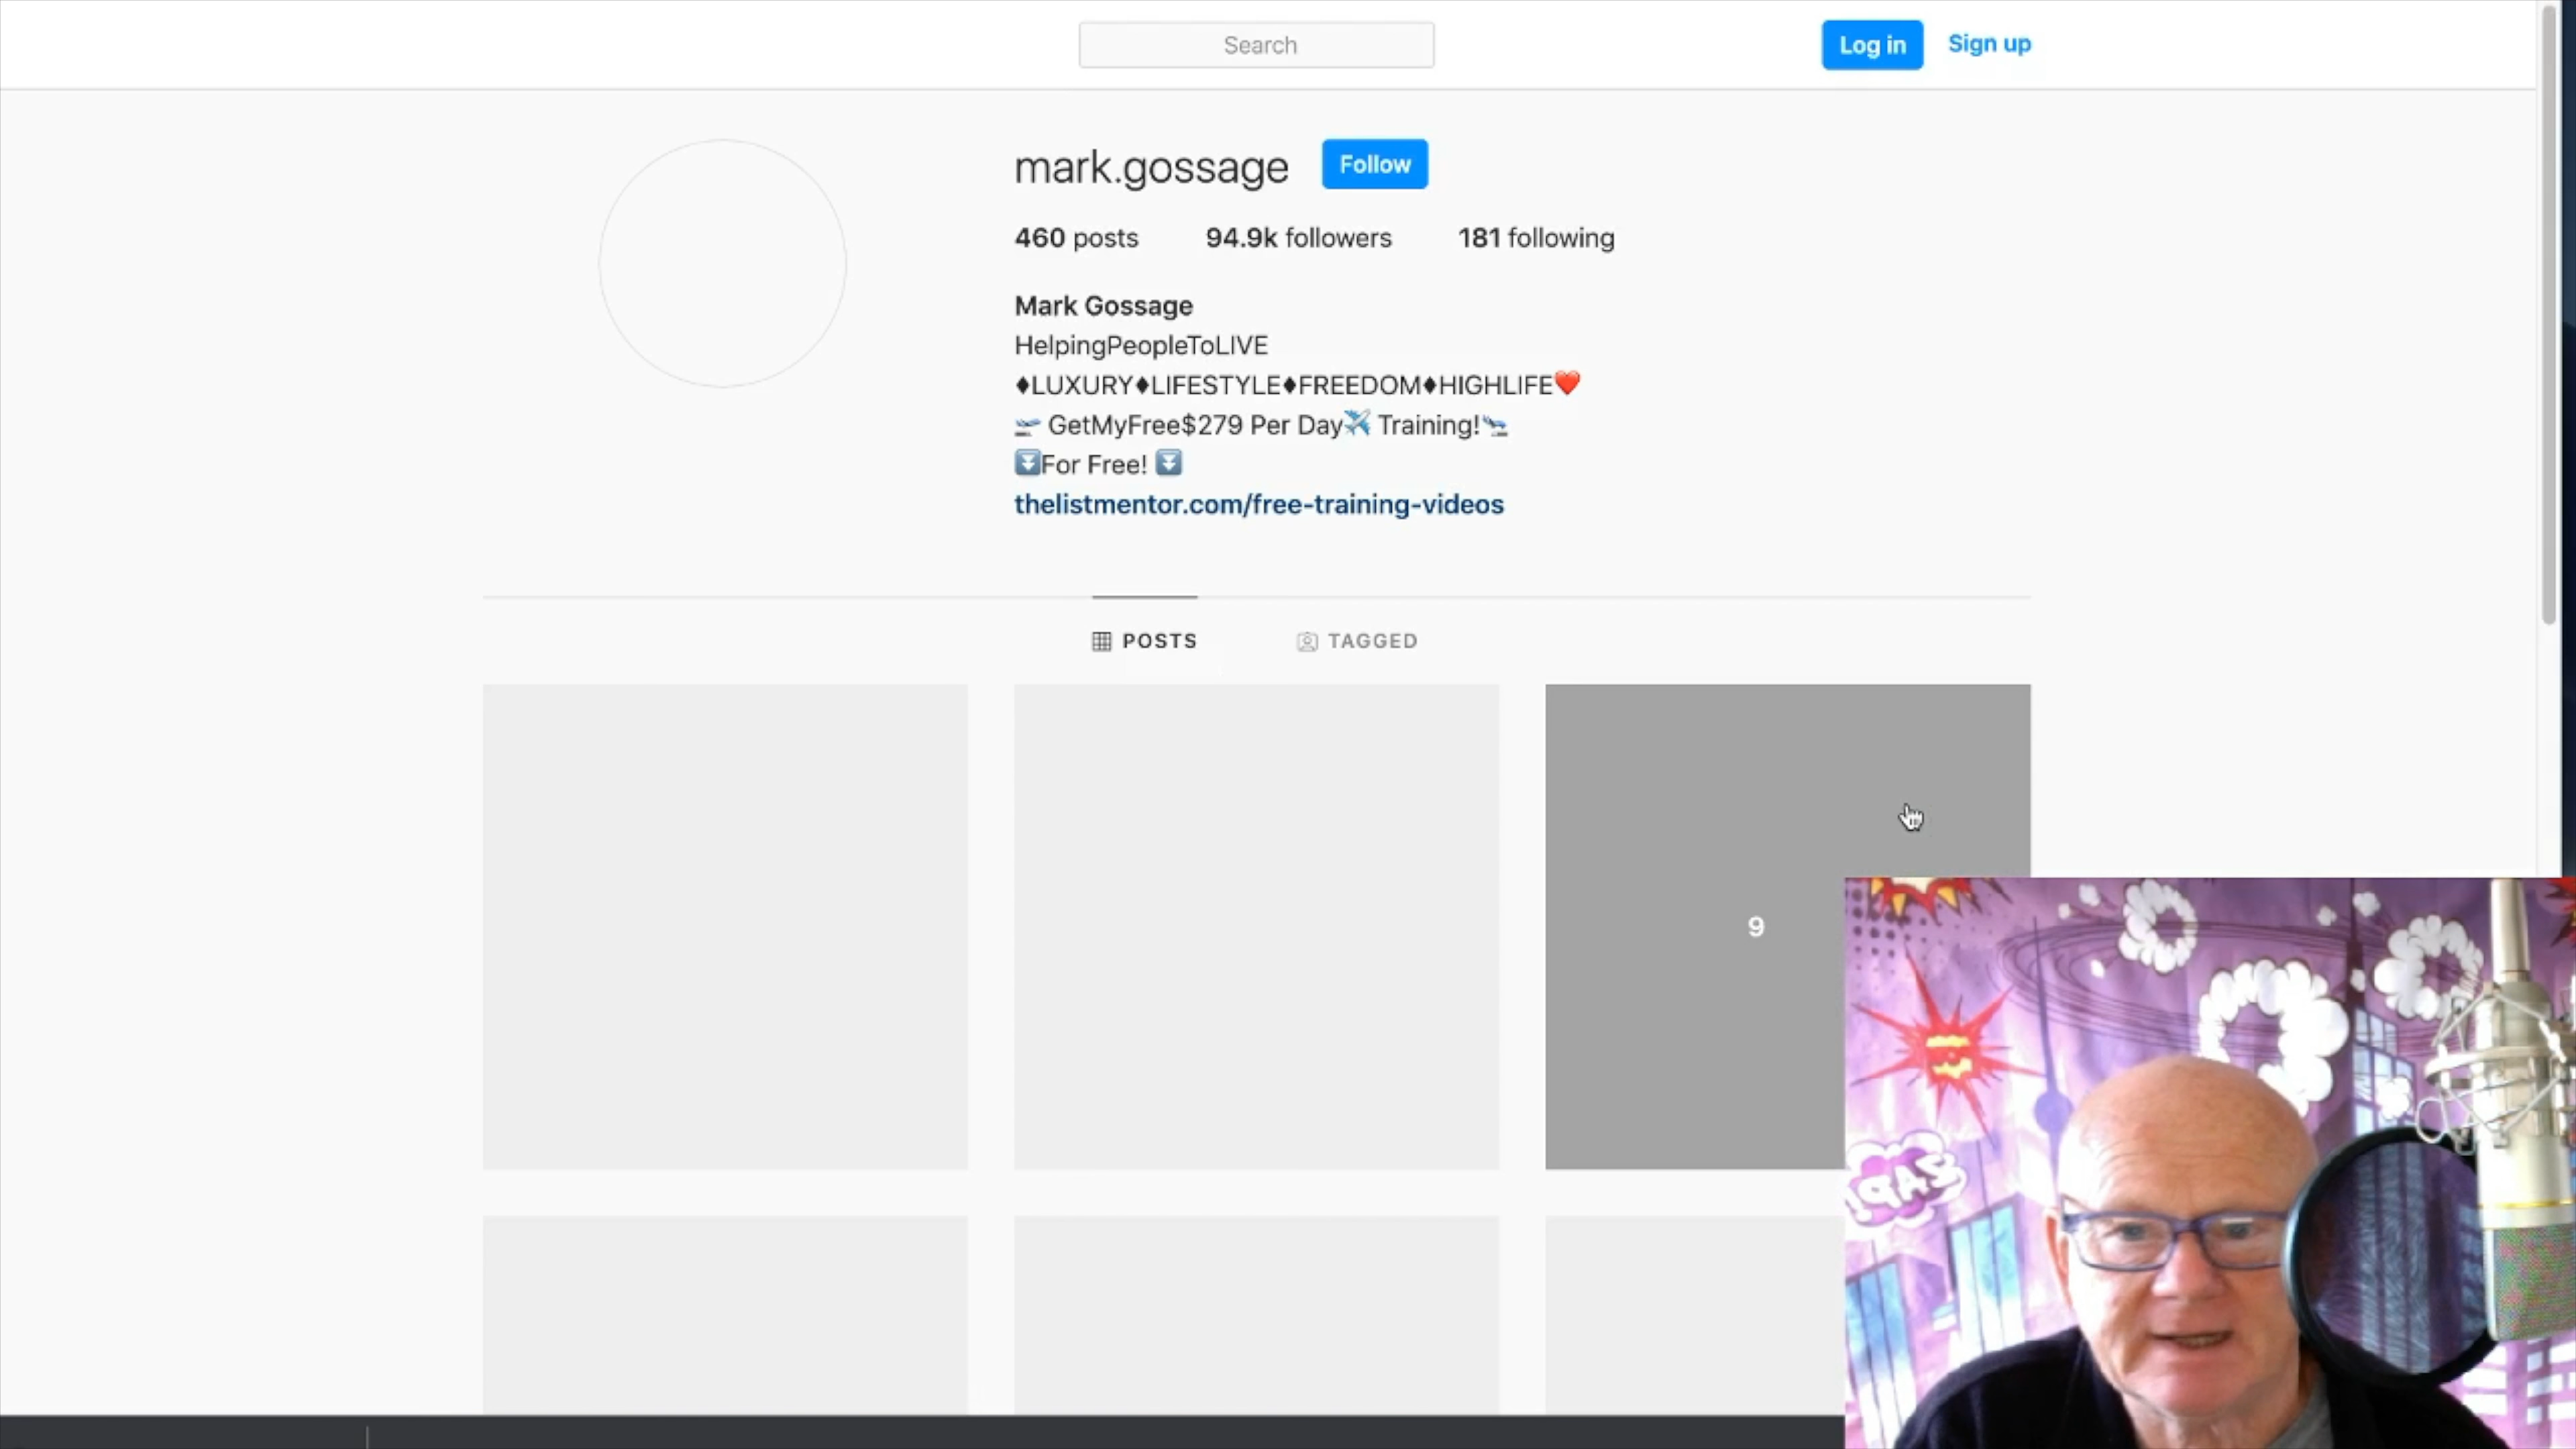 Search
Log in
Sign up
mark.gossage
Follow
460 posts 94.9k followers 181 following
Mark Gossage
HelpingPeopleToLIVE
♦LUXURY♦LIFESTYLE♦FREEDOM♦HIGHLIFE❤️
🛫 GetMyFree$279 Per Day✈️ Training!🛬
⏬For Free! ⏬
thelistmentor.com/free-training-videos
POSTS
TAGGED
9
ZAP!